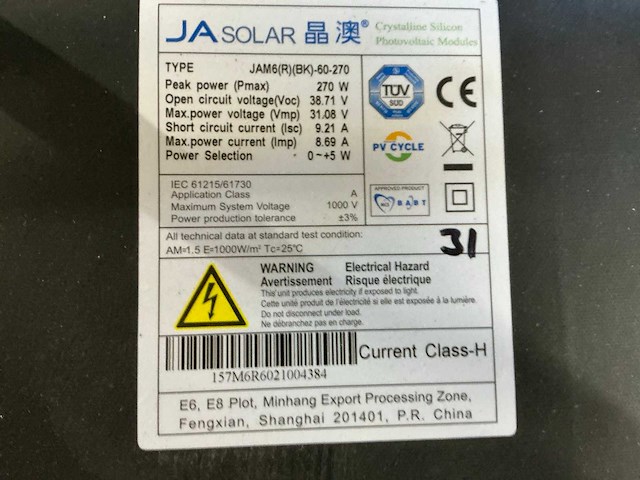 JA SOLAR 晶澳®
Crystalline Silicon
Photovoltaic Modules
TYPE JAM6(R)(BK)-60-270
Peak power (Pmax) 270 W
Open circuit voltage(Voc) 38.71 V
Max.power voltage (Vmp) 31.08 V
Short circuit current (Isc) 9.21 A
Max.power current (Imp) 8.69 A
Power Selection 0~+5 W
TÜV
SÜD
CE
PV CYCLE
IEC 61215/61730
Application Class A
Maximum System Voltage 1000 V
Power production tolerance ±3%
APPROVED PRODUCT
MCS BABT
All technical data at standard test condition:
AM=1.5 E=1000W/m² Tc=25℃
31
WARNING Electrical Hazard
Avertissement Risque électrique
This unit produces electricity if exposed to light.
Cette unité produit de l'électricité si elle est exposée à la lumière.
Do not disconnect under load.
Ne débranchez pas en charge.
157M6R6021004384
Current Class-H
E6, E8 Plot, Minhang Export Processing Zone,
Fengxian, Shanghai 201401, P.R. China